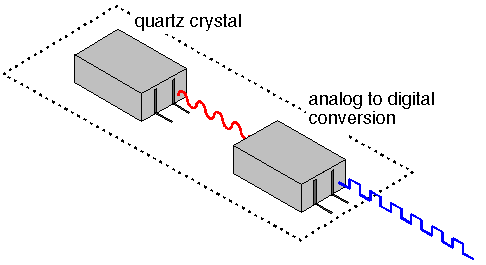 quartz crystal
analog to digital
conversion